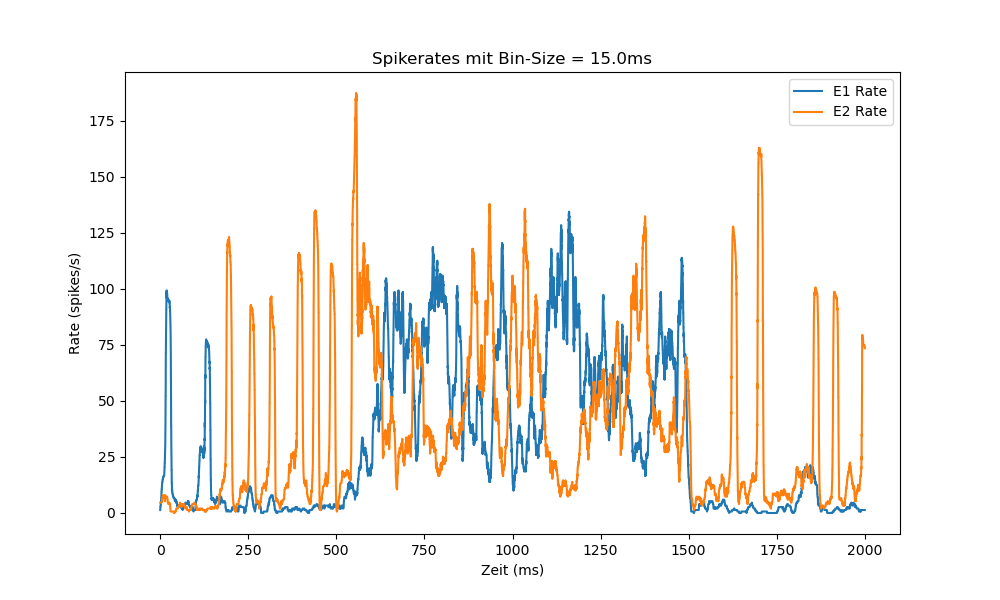 Spikerates mit Bin-Size = 15.0ms
E1 Rate
E2 Rate
Rate (spikes/s)
175
150
125
100
75
50
25
0
0 250 500 750 1000 1250 1500 1750 2000
Zeit (ms)